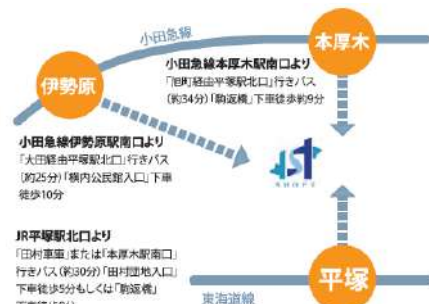 小田急線
本厚木
伊勢原
小田急線本厚木駅南口より
「旭町経由平塚駅北口」行きバス
(約34分)「駒返橋」下車徒歩約9分
小田急線伊勢原駅南口より
「大田経由平塚駅北口」行きバス
(約25分)「横内公民館入口」下車
徒歩10分
JR平塚駅北口より
「田村車庫」または「本厚木駅南口」
行きバス(約30分)「田村団地入口」
下車徒歩5分もしくは「駒返橋」
平塚
東海道線